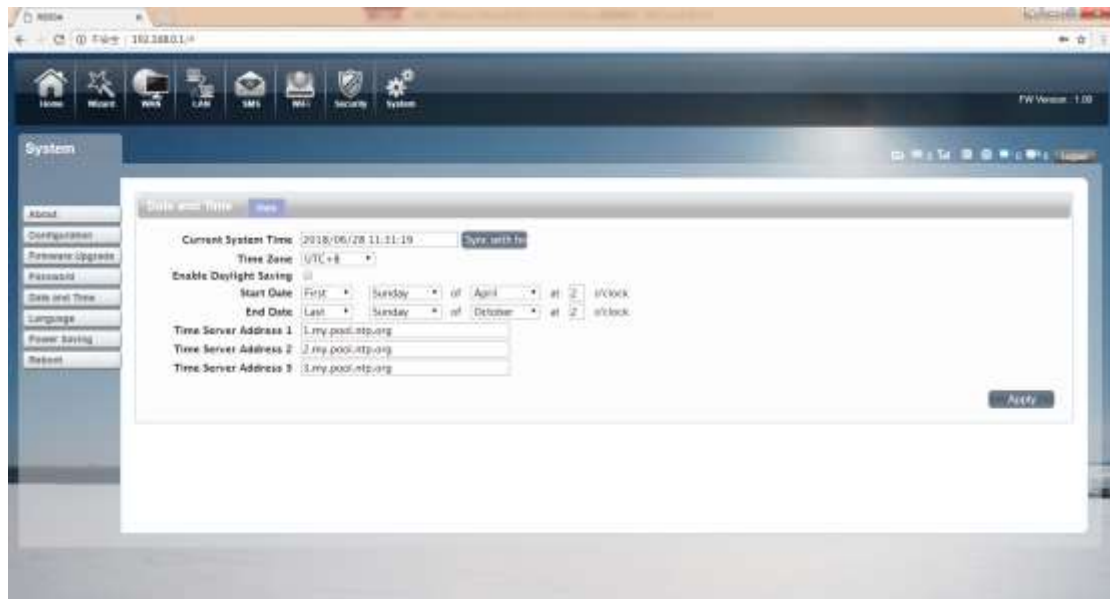 192.168.0.1/#
Home Wizard WAN LAN SMS Wi-Fi Security System
FW Version : 1.00
System
Logout
Date and Time Help
About
Configuration
Firmware Upgrade
Password
Date and Time
Language
Power Saving
Reboot
Current System Time 2018/06/28 11:31:19 Sync with
Time Zone UTC+8
Enable Daylight Saving
Start Date First Sunday of April at 2 o'clock
End Date Last Sunday of October at 2 o'clock
Time Server Address 1 1.my.pool.ntp.org
Time Server Address 2 2.my.pool.ntp.org
Time Server Address 3 3.my.pool.ntp.org
Apply